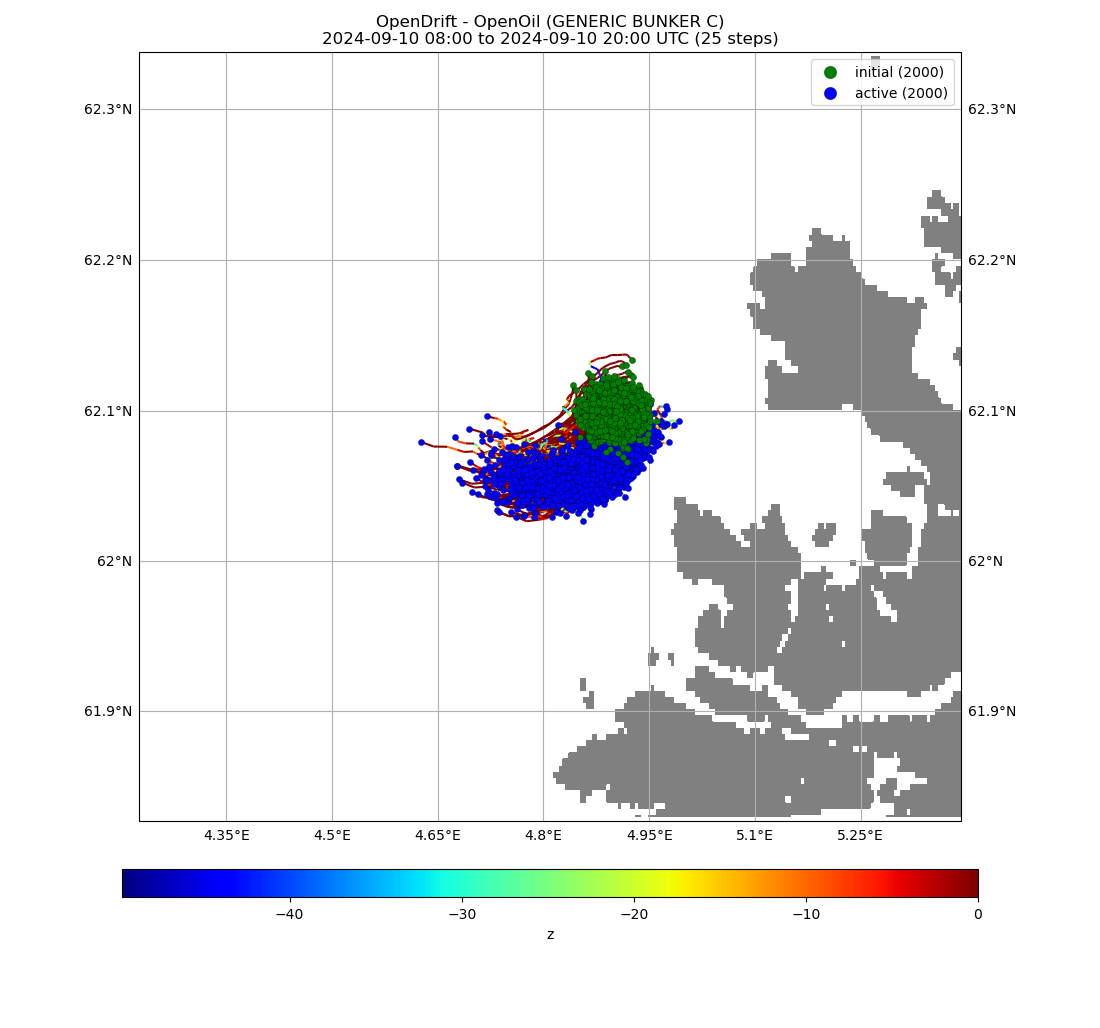 OpenDrift - OpenOil (GENERIC BUNKER C)
2024-09-10 08:00 to 2024-09-10 20:00 UTC (25 steps)
initial (2000)
active (2000)
62.3°N
62.3°N
62.2°N
62.2°N
62.1°N
62.1°N
62°N
62°N
61.9°N
61.9°N
4.35°E
4.5°E
4.65°E
4.8°E
4.95°E
5.1°E
5.25°E
−40
−30
−20
−10
0
z